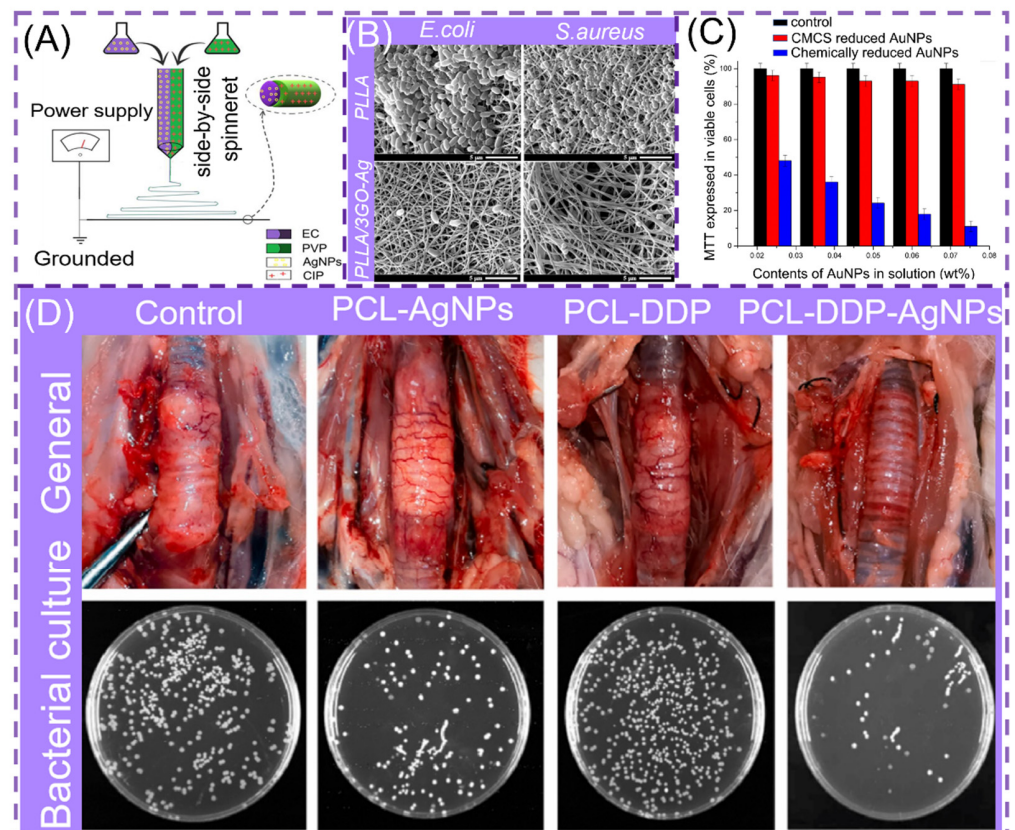 (A)
Power supply
side-by-side
spinneret
Grounded
EC
PVP
AgNPs
CIP
(B)
E.coli
S.aureus
PLLA
PLLA/3GO-Ag
5 μm
5 μm
5 μm
5 μm
(C)
control
CMCS reduced AuNPs
Chemically reduced AuNPs
MTT expressed in viable cells (%)
100
80
60
40
20
0
0.02
0.03
0.04
0.05
0.06
0.07
0.08
Contents of AuNPs in solution (wt%)
(D)
Control
PCL-AgNPs
PCL-DDP
PCL-DDP-AgNPs
General
Bacterial culture